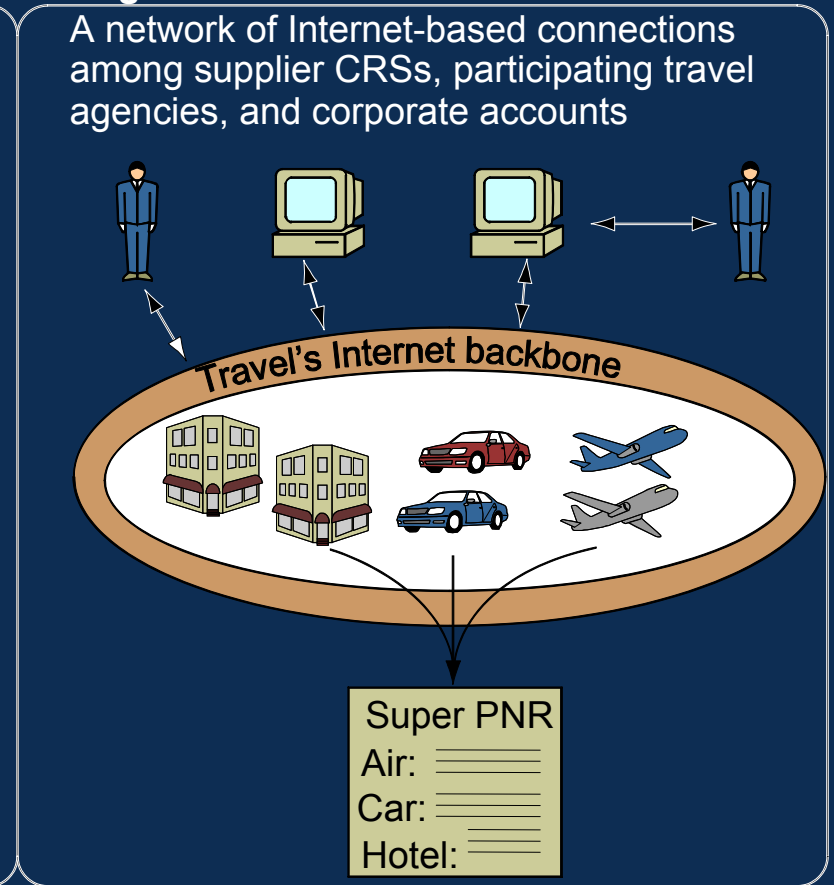 A network of Internet-based connections
among supplier CRSs, participating travel
agencies, and corporate accounts
Travel’s Internet backbone
Super PNR
Air:
Car:
Hotel: